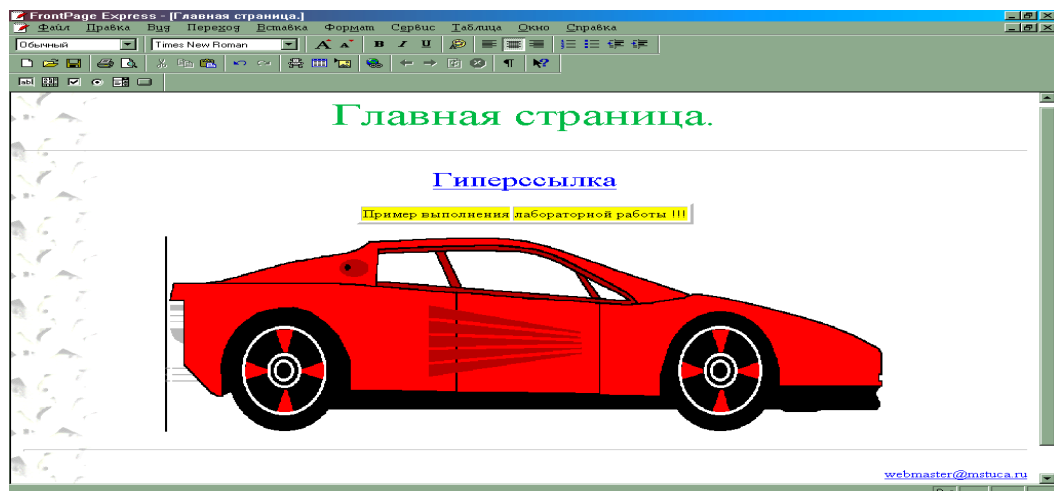 FrontPage Express - [Главная страница.]
Файл Правка Вид Переход Вставка Формат Сервис Таблица Окно Справка
Обычный Times New Roman A A B I U
Главная страница.
Гиперссылка
Пример выполнения лабораторной работы !!!
webmaster@mstuca.ru